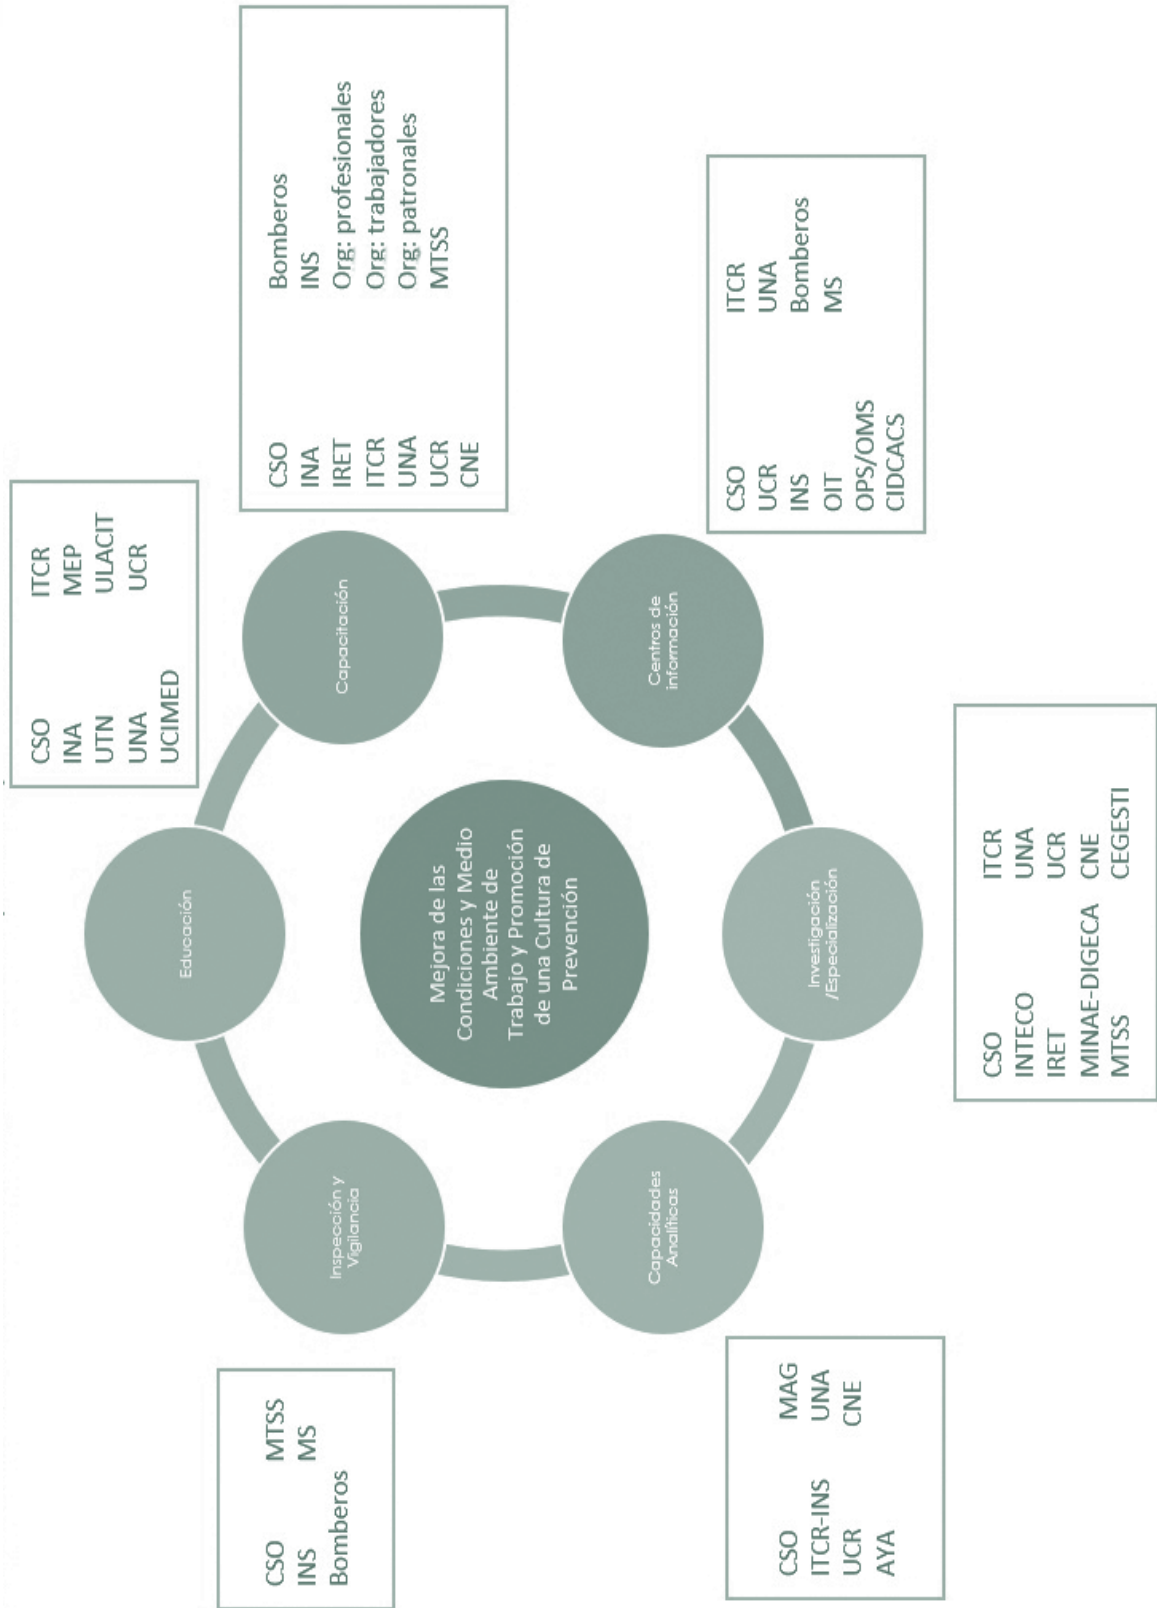 Mejora de las
Condiciones y Medio
Ambiente de
Trabajo y Promoción
de una Cultura de
Prevención
Educación
CSO
INA
UTN
UNA
UCIMED
ITCR
MEP
ULACIT
UCR
Capacitación
CSO
INA
IRET
ITCR
UNA
UCR
CNE
Bomberos
INS
Org: profesionales
Org: trabajadores
Org: patronales
MTSS
Centros de
información
CSO
UCR
INS
OIT
OPS/OMS
CIDCACS
ITCR
UNA
Bomberos
MS
Investigación
/Especialización
CSO
INTECO
IRET
MINAE-DIGECA
MTSS
ITCR
UNA
UCR
CNE
CEGESTI
Capacidades
Analíticas
CSO
ITCR-INS
UCR
AYA
MAG
UNA
CNE
Inspección y
Vigilancia
CSO
INS
Bomberos
MTSS
MS